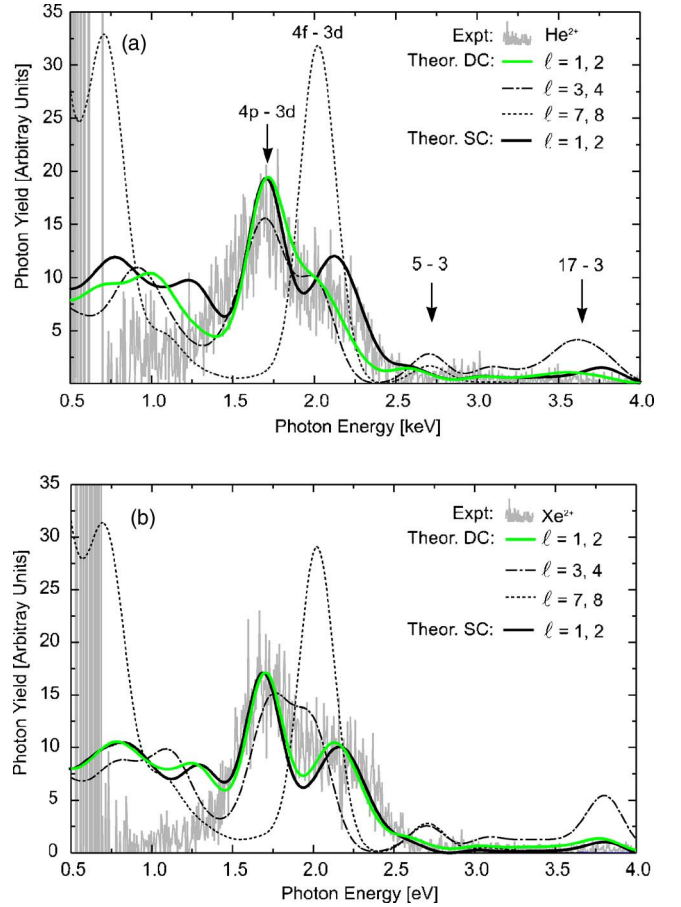 (a)
4f - 3d
4p - 3d
5 - 3
17 - 3
Expt: He2+
Theor. DC: ℓ = 1, 2
ℓ = 3, 4
ℓ = 7, 8
Theor. SC: ℓ = 1, 2
Photon Yield [Arbitray Units]
35
30
25
20
15
10
5
0.5 1.0 1.5 2.0 2.5 3.0 3.5 4.0
Photon Energy [keV]
(b)
Expt: Xe2+
Theor. DC: ℓ = 1, 2
ℓ = 3, 4
ℓ = 7, 8
Theor. SC: ℓ = 1, 2
Photon Yield [Arbitray Units]
35
30
25
20
15
10
5
0
0.5 1.0 1.5 2.0 2.5 3.0 3.5 4.0
Photon Energy [eV]